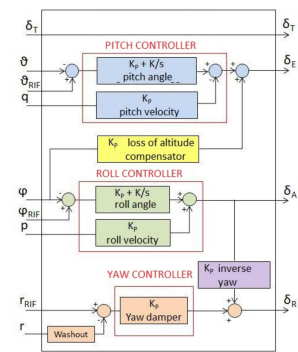 δT δT
PITCH CONTROLLER
ϑ
KP + K/s
pitch angle
δE
ϑRIF
q
KP
pitch velocity
KP loss of altitude
compensator
ROLL CONTROLLER
φ
KP + K/s
roll angle
δA
φRIF
p
KP
roll velocity
KP inverse
yaw
YAW CONTROLLER
rRIF
KP
Yaw damper
δR
r
Washout